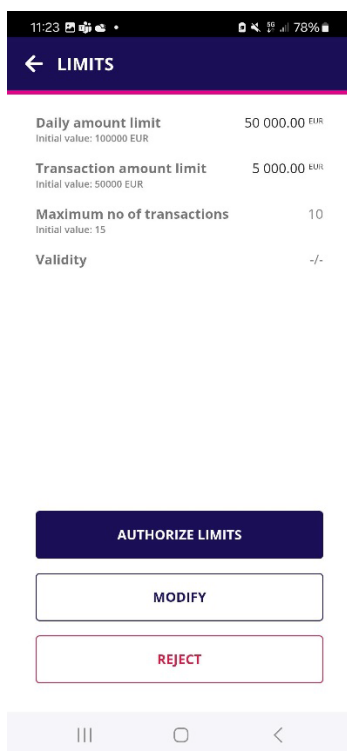 11:23
5G 78%
LIMITS
Daily amount limit 50 000.00 EUR
Initial value: 100000 EUR
Transaction amount limit 5 000.00 EUR
Initial value: 50000 EUR
Maximum no of transactions 10
Initial value: 15
Validity -/-
AUTHORIZE LIMITS
MODIFY
REJECT